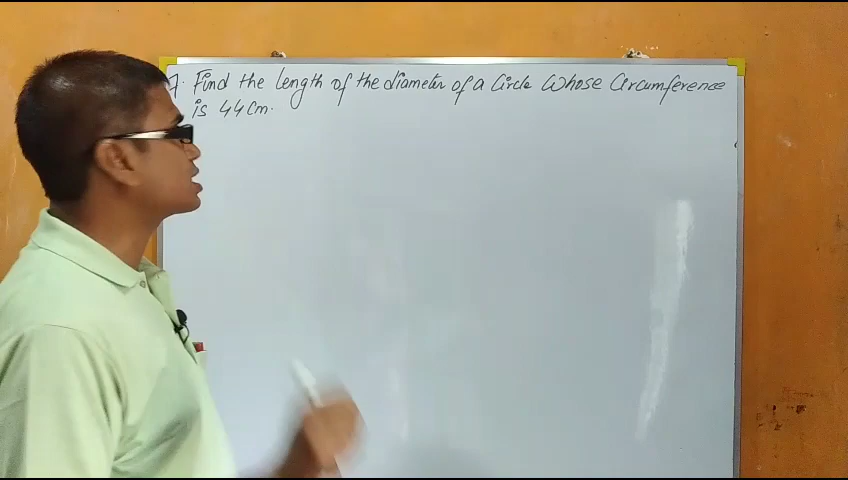 7. Find the length of the diameter of a Circle Whose Circumference
is 44 Cm.